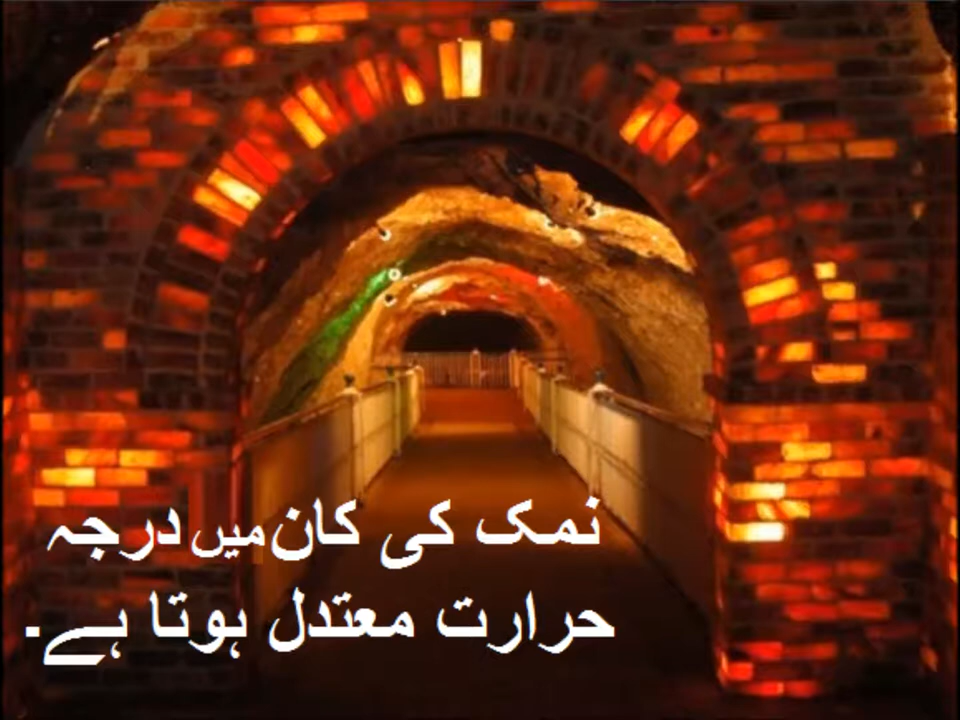 نمک کی کان میں درجہ
حرارت معتدل ہوتا ہے۔